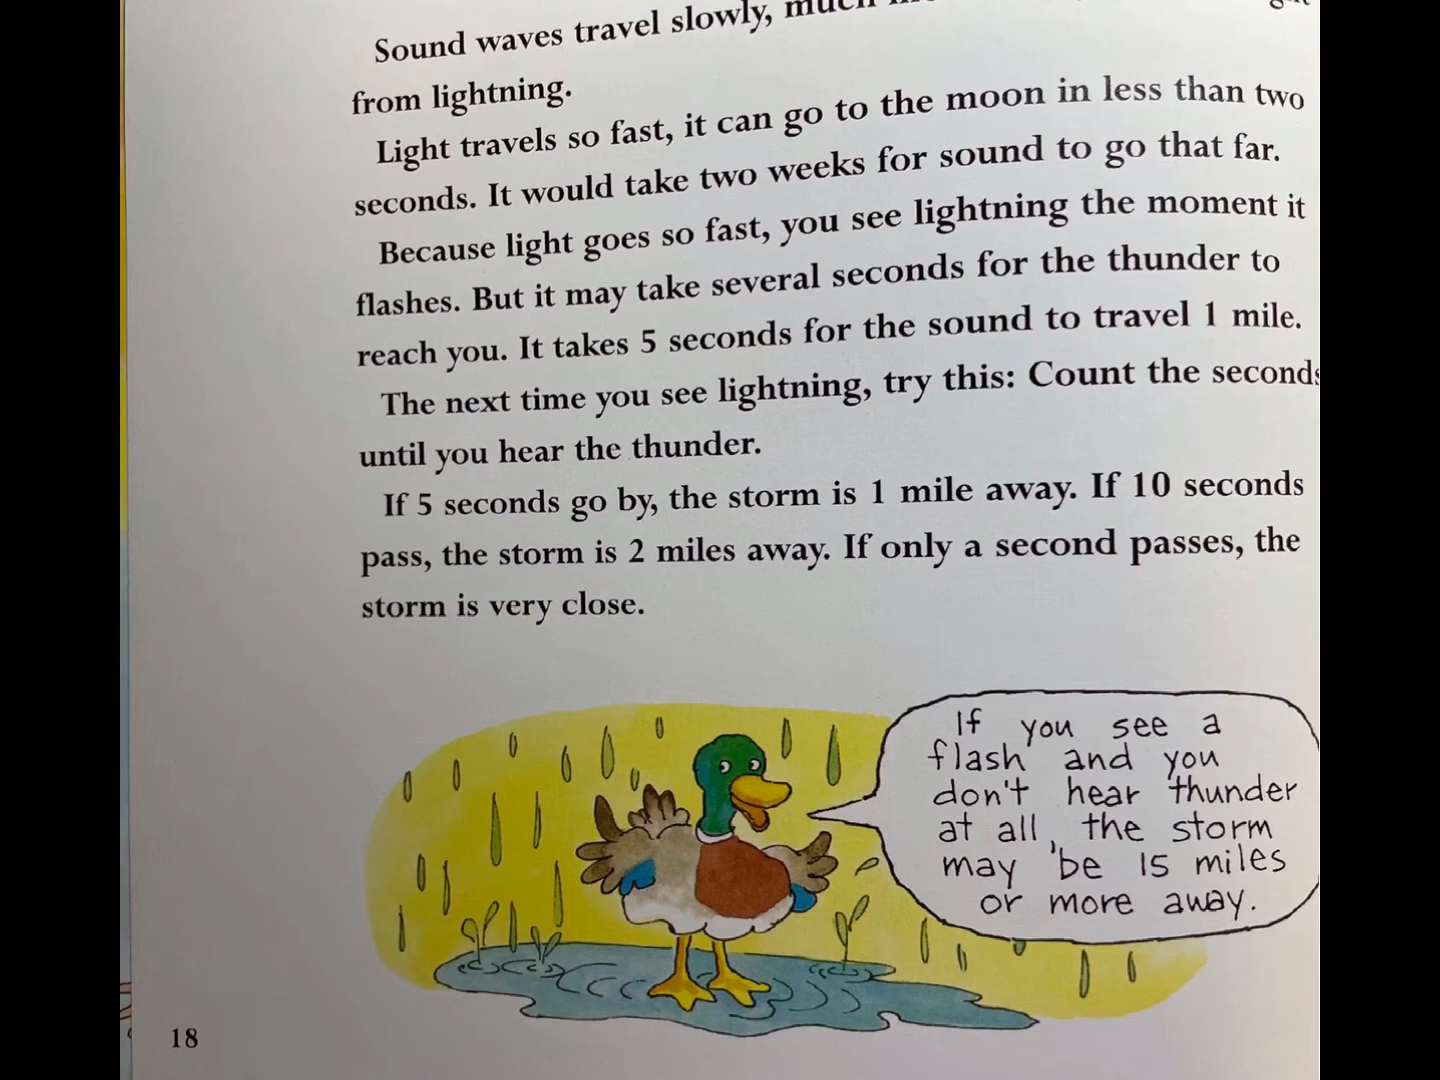 Sound waves travel slowly, much
from lightning.
Light travels so fast, it can go to the moon in less than two
seconds. It would take two weeks for sound to go that far.
Because light goes so fast, you see lightning the moment it
flashes. But it may take several seconds for the thunder to
reach you. It takes 5 seconds for the sound to travel 1 mile.
The next time you see lightning, try this: Count the seconds
until you hear the thunder.
If 5 seconds go by, the storm is 1 mile away. If 10 seconds
pass, the storm is 2 miles away. If only a second passes, the
storm is very close.
If you see a
flash and you
don't hear thunder
at all, the storm
may be 15 miles
or more away.
18